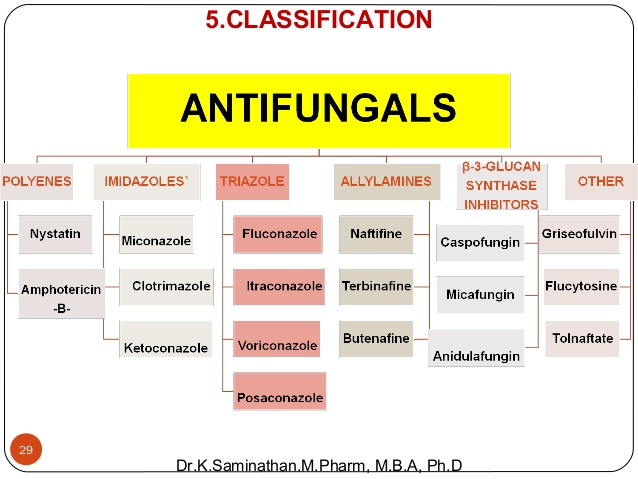 5.CLASSIFICATION
ANTIFUNGALS
POLYENES
Nystatin
Amphotericin
-B-
IMIDAZOLES`
Miconazole
Clotrimazole
Ketoconazole
TRIAZOLE
Fluconazole
Itraconazole
Voriconazole
Posaconazole
ALLYLAMINES
Naftifine
Terbinafine
Butenafine
β-3-GLUCAN
SYNTHASE
INHIBITORS
Caspofungin
Micafungin
Anidulafungin
OTHER
Griseofulvin
Flucytosine
Tolnaftate
29
Dr.K.Saminathan.M.Pharm, M.B.A, Ph.D